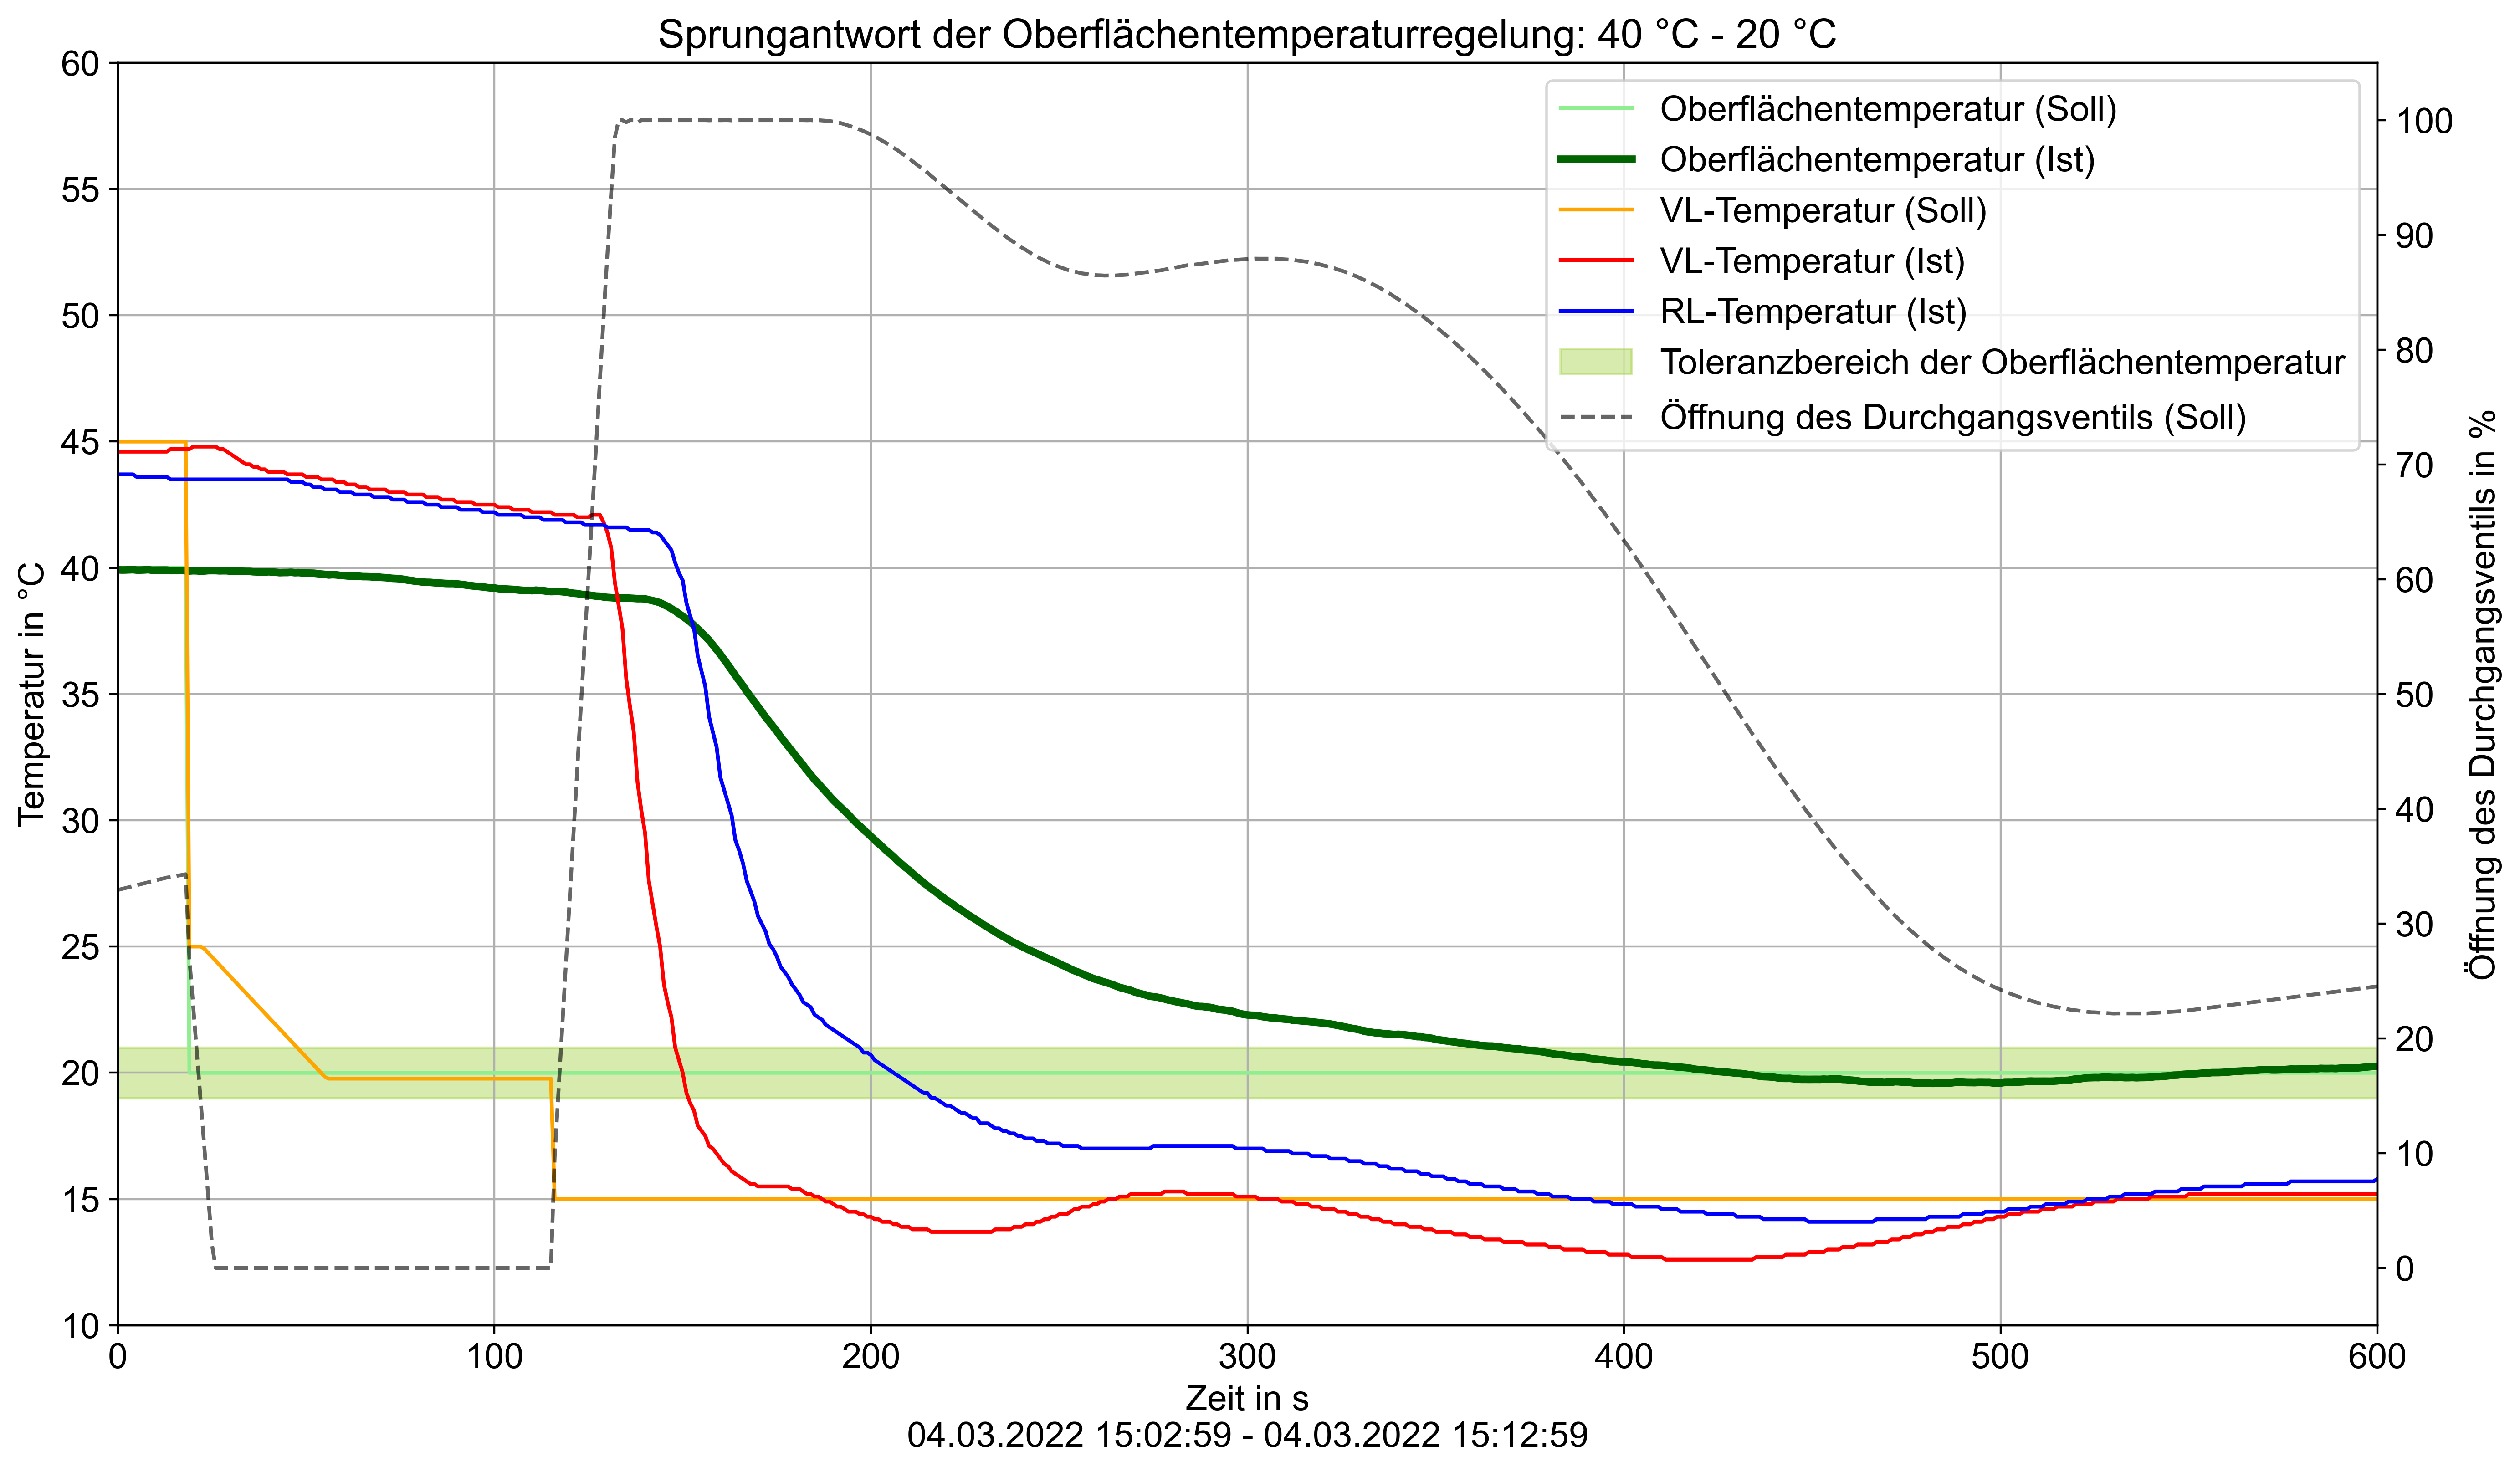 Sprungantwort der Oberflächentemperaturregelung: 40 °C - 20 °C
60
55
50
45
40
35
30
25
20
15
10
Temperatur in °C
Oberflächentemperatur (Soll)
Oberflächentemperatur (Ist)
VL-Temperatur (Soll)
VL-Temperatur (Ist)
RL-Temperatur (Ist)
Toleranzbereich der Oberflächentemperatur
Öffnung des Durchgangsventils (Soll)
100
90
80
70
60
50
40
30
20
10
0
Öffnung des Durchgangsventils in %
0 100 200 300 400 500 600
Zeit in s
04.03.2022 15:02:59 - 04.03.2022 15:12:59